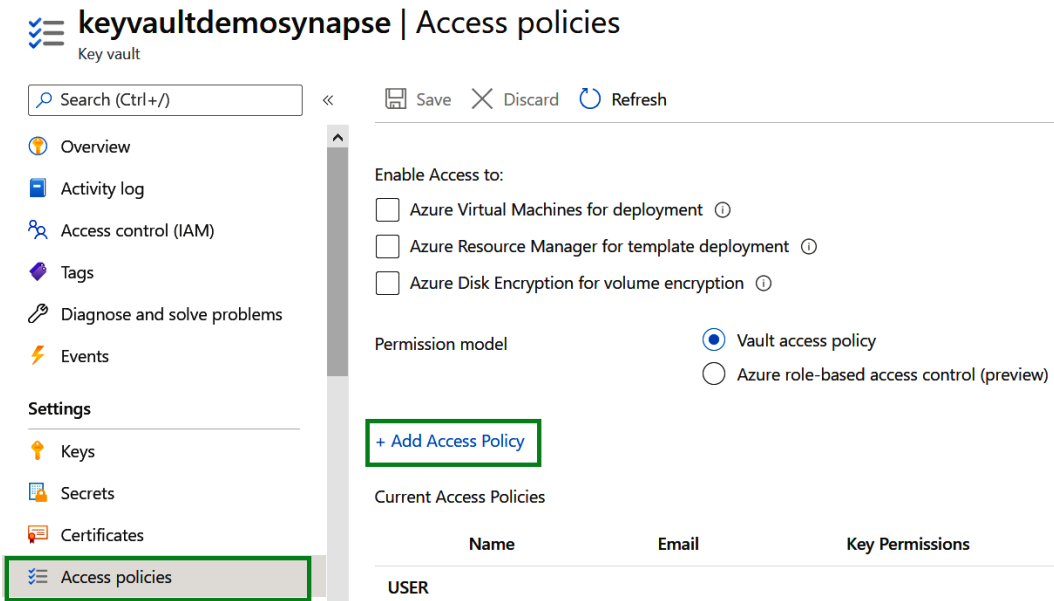 keyvaultdemosynapse | Access policies
Key vault
Search (Ctrl+/)
«
Overview
Activity log
Access control (IAM)
Tags
Diagnose and solve problems
Events
Settings
Keys
Secrets
Certificates
Access policies
Save Discard Refresh
Enable Access to:
Azure Virtual Machines for deployment
Azure Resource Manager for template deployment
Azure Disk Encryption for volume encryption
Permission model
Vault access policy
Azure role-based access control (preview)
+ Add Access Policy
Current Access Policies
Name Email Key Permissions
USER